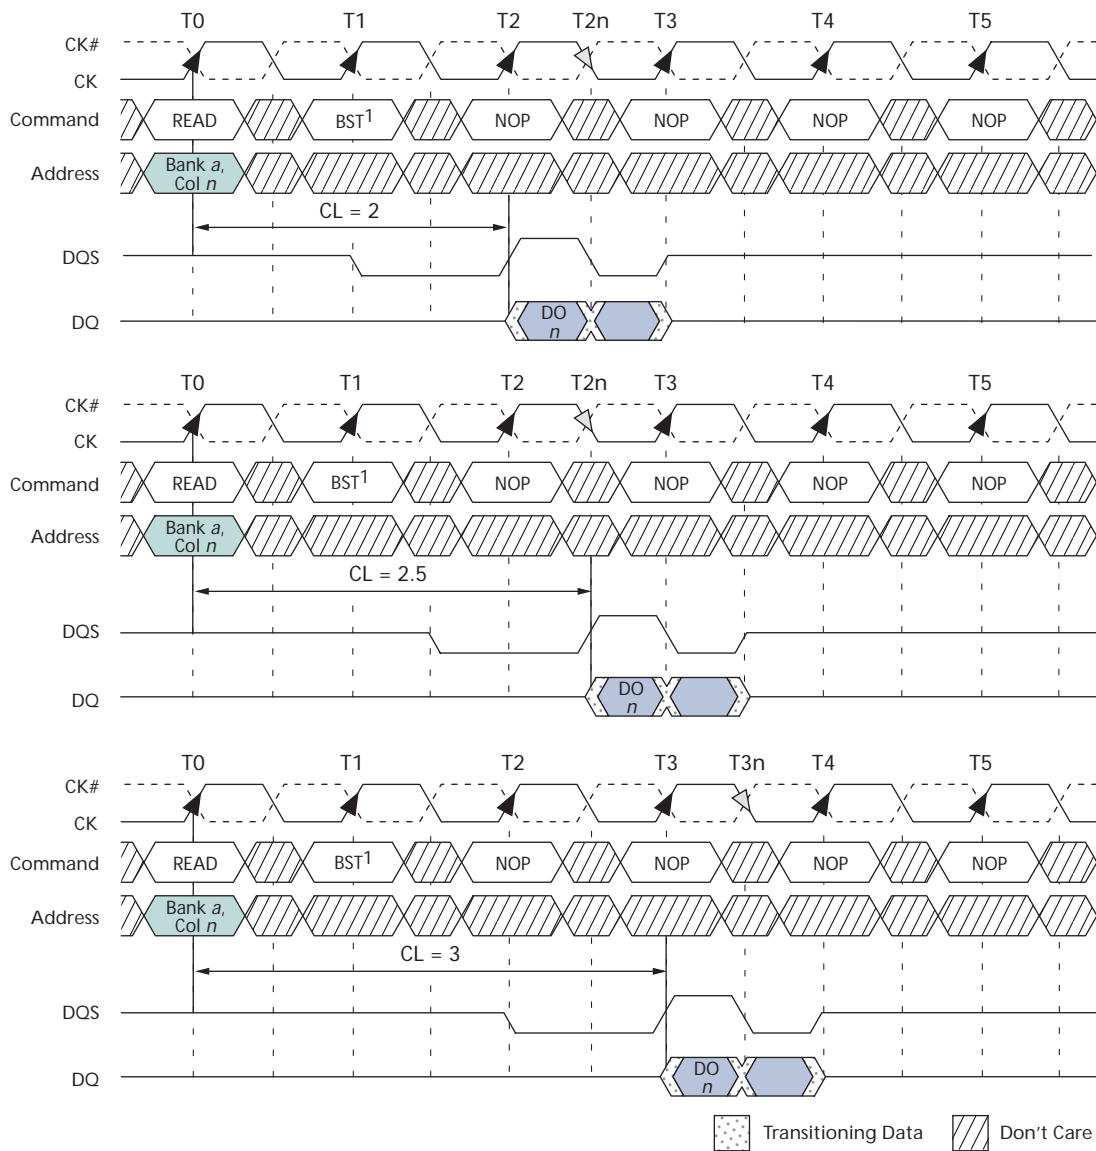 T0 T1 T2 T2n T3 T4 T5
CK#
CK
Command READ BST1 NOP NOP NOP NOP
Address Bank a,
Col n
CL = 2
DQS
DQ DO
n
T0 T1 T2 T2n T3 T4 T5
CK#
CK
Command READ BST1 NOP NOP NOP NOP
Address Bank a,
Col n
CL = 2.5
DQS
DQ DO
n
T0 T1 T2 T3 T3n T4 T5
CK#
CK
Command READ BST1 NOP NOP NOP NOP
Address Bank a,
Col n
CL = 3
DQS
DQ DO
n
Transitioning Data Don't Care